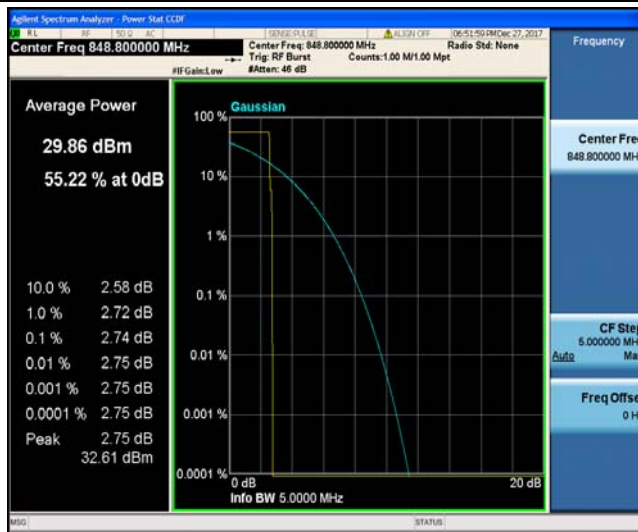 Agilent Spectrum Analyzer - Power Stat CCDF
RL RF 50 Ω AC SENSE:PULSE ALIGN OFF 06:51:59 PM Dec 27, 2017
Center Freq 848.800000 MHz
Center Freq: 848.800000 MHz Radio Std: None
Trig: RF Burst Counts:1.00 M/1.00 Mpt
#IFGain:Low #Atten: 46 dB
Frequency
Average Power
29.86 dBm
55.22 % at 0dB
10.0 % 2.58 dB
1.0 % 2.72 dB
0.1 % 2.74 dB
0.01 % 2.75 dB
0.001 % 2.75 dB
0.0001 % 2.75 dB
Peak 2.75 dB
32.61 dBm
Gaussian
100 %
10 %
1 %
0.1 %
0.01 %
0.001 %
0.0001 %
0 dB 20 dB
Info BW 5.0000 MHz
Center Fre
848.800000 MH
CF Ste
5.000000 MH
Auto Ma
Freq Offse
0 H
MSG STATUS